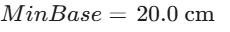 MinBase = 20.0 cm